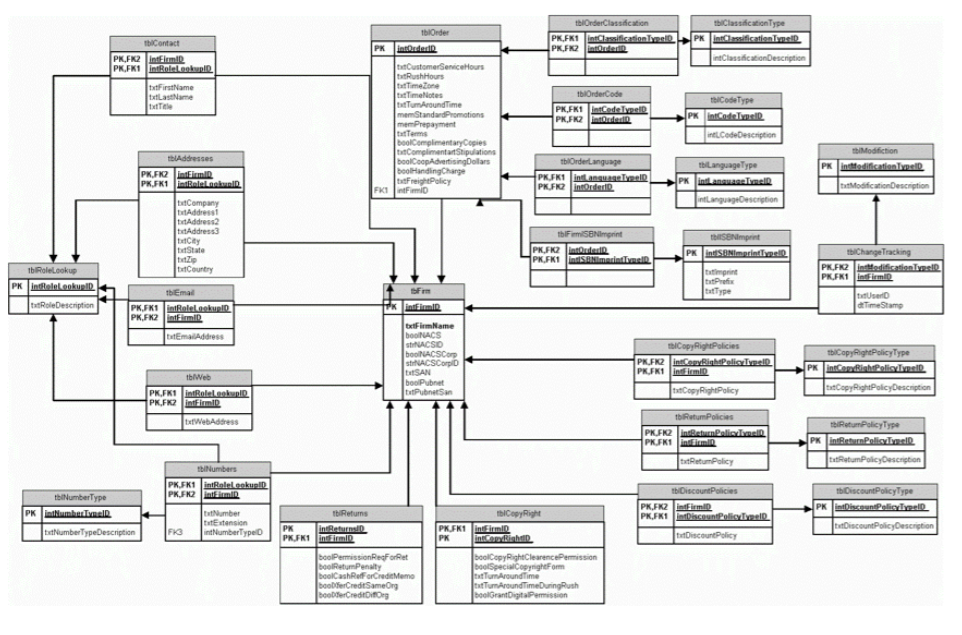 tblContact
PK,FK2 intFirmID
PK,FK1 intRoleLookupID
txtFirstName
txtLastName
txtTitle
tblOrder
PK intOrderID
txtCustomerServiceHours
txtRushHours
txtTimeZone
txtTimeNotes
txtTurnAroundTime
memStandardPromotions
memPrepayment
txtTerms
boolComplimentaryCopies
txtComplimentartStipulations
boolCoopAdvertisingDollars
boolHandlingCharge
txtFreightPolicy
FK1 intFirmID
tblOrderClassification
PK,FK1 intClassificationTypeID
PK,FK2 intOrderID
tblClassificationType
PK intClassificationTypeID
intClassificationDescription
tblOrderCode
PK,FK1 intCodeTypeID
PK,FK2 intOrderID
tblCodeType
PK intCodeTypeID
intLCodeDescription
tblOrderLanguage
PK,FK1 intLanguageTypeID
PK,FK2 intOrderID
tblLanguageType
PK intLanguageTypeID
intLanguageDescription
tblModifiction
PK intModificationTypeID
txtModificationDescription
tblAddresses
PK,FK2 intFirmID
PK,FK1 intRoleLookupID
txtCompany
txtAddress1
txtAddress2
txtAddress3
txtCity
txtState
txtZip
txtCountry
tblFirmISBNImprint
PK,FK2 intOrderID
PK,FK1 intISBNImprintTypeID
tblISBNImprint
PK intISBNImprintTypeID
txtImprint
txtPrefix
txtType
tblChangeTracking
PK,FK2 intModificationTypeID
PK,FK1 intFirmID
txtUserID
dtTimeStamp
tblRoleLookup
PK intRoleLookupID
txtRoleDescription
tblEmail
PK,FK1 intRoleLookupID
PK,FK2 intFirmID
txtEmailAddress
tblFirm
PK intFirmID
txtFirmName
boolNACS
strNACSID
boolNACSCorp
strNACSCorpID
txtSAN
boolPubnet
txtPubnetSan
tblCopyRightPolicies
PK,FK2 intCopyRightPolicyTypeID
PK,FK1 intFirmID
txtCopyRightPolicy
tblCopyRightPolicyType
PK intCopyRightPolicyTypeID
txtCopyRightPolicyDescription
tblWeb
PK,FK1 intRoleLookupID
PK,FK2 intFirmID
txtWebAddress
tblReturnPolicies
PK,FK2 intReturnPolicyTypeID
PK,FK1 intFirmID
txtReturnPolicy
tblReturnPolicyType
PK intReturnPolicyTypeID
txtReturnPolicyDescription
tblNumbers
PK,FK1 intRoleLookupID
PK,FK2 intFirmID
txtNumber
txtExtension
FK3 intNumberTypeID
tblNumberType
PK intNumberTypeID
txtNumberTypeDescription
tblDiscountPolicies
PK,FK2 intFirmID
PK,FK1 intDiscountPolicyTypeID
txtDiscountPolicy
tblDiscountPolicyType
PK intDiscountPolicyTypeID
txtDiscountPolicyDescription
tblReturns
PK intReturnsID
PK,FK1 intFirmID
boolPermissionReqForRet
boolReturnPenalty
boolCashRefForCreditMemo
boolXferCreditSameOrg
boolXferCreditDiffOrg
tblCopyRight
PK,FK1 intFirmID
PK intCopyRightID
boolCopyRightClearencePermission
boolSpecialCopyrightForm
txtTurnAroundTime
txtTurnAroundTimeDuringRush
boolGrantDigitalPermission